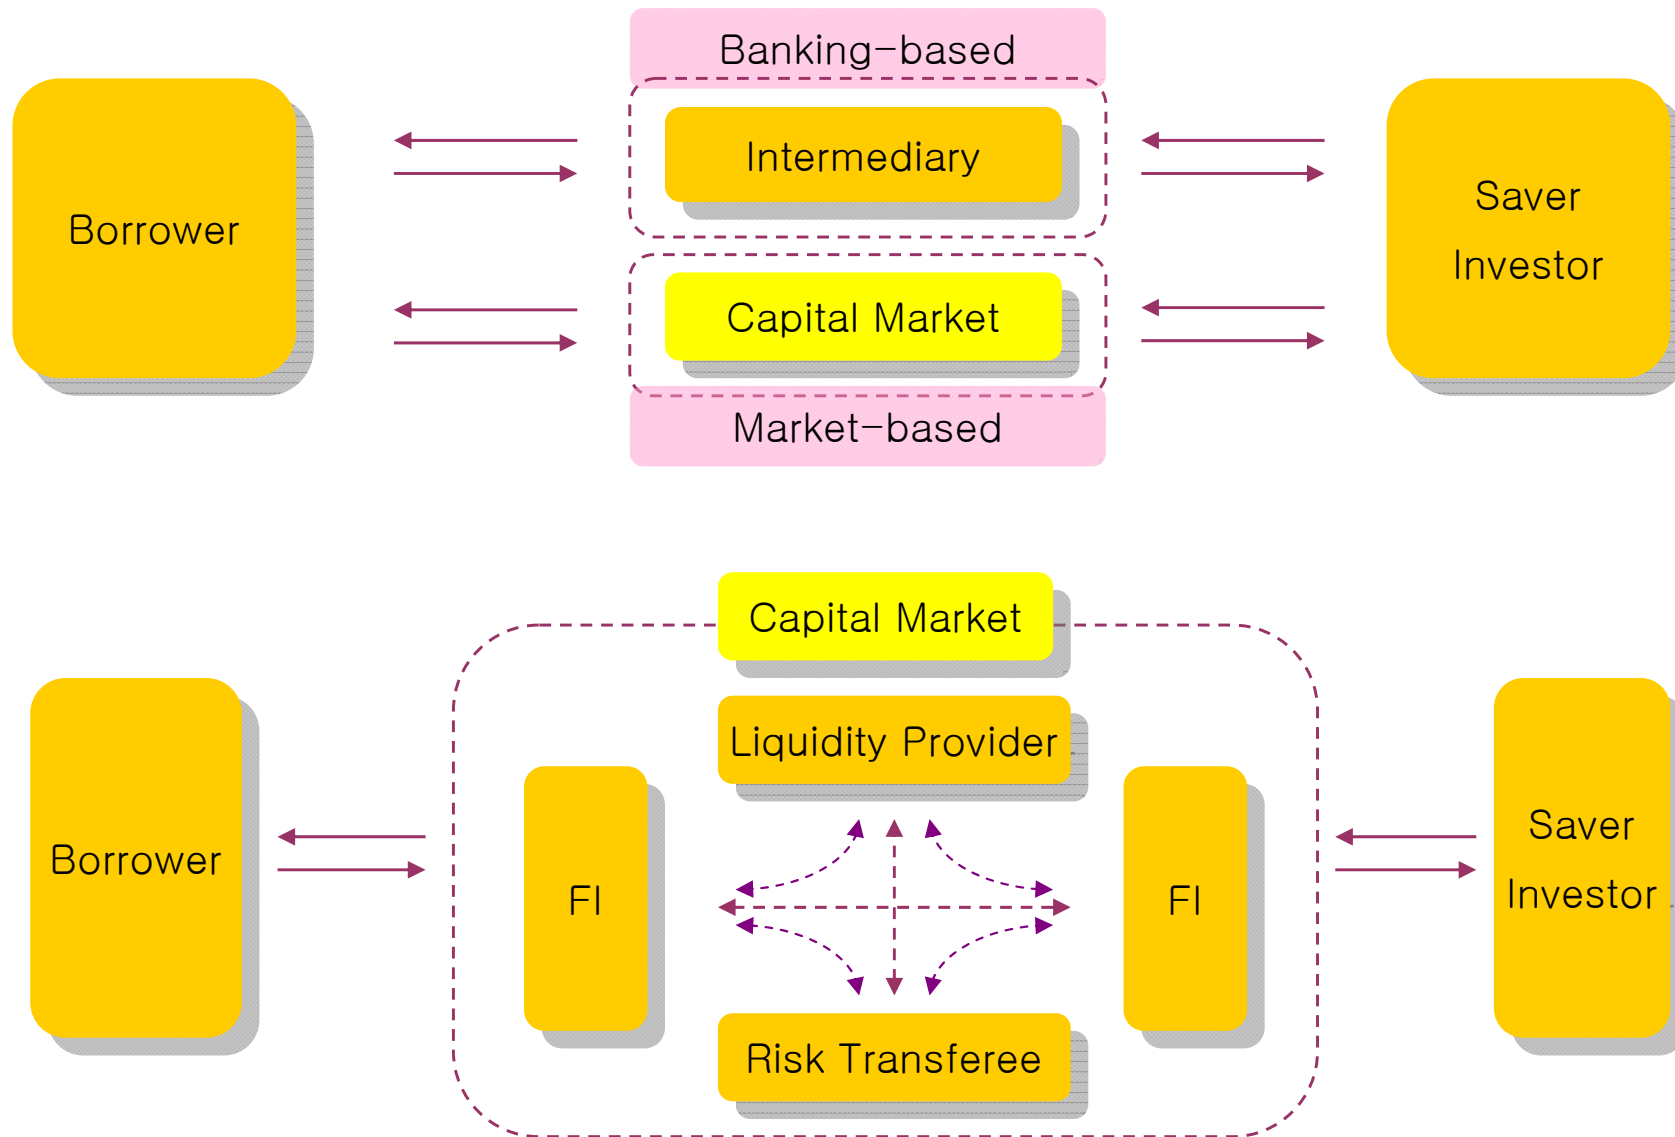 Banking-based
Intermediary
Borrower
Saver
Investor
Capital Market
Market-based
Capital Market
Liquidity Provider
Borrower
FI
FI
Saver
Investor
Risk Transferee